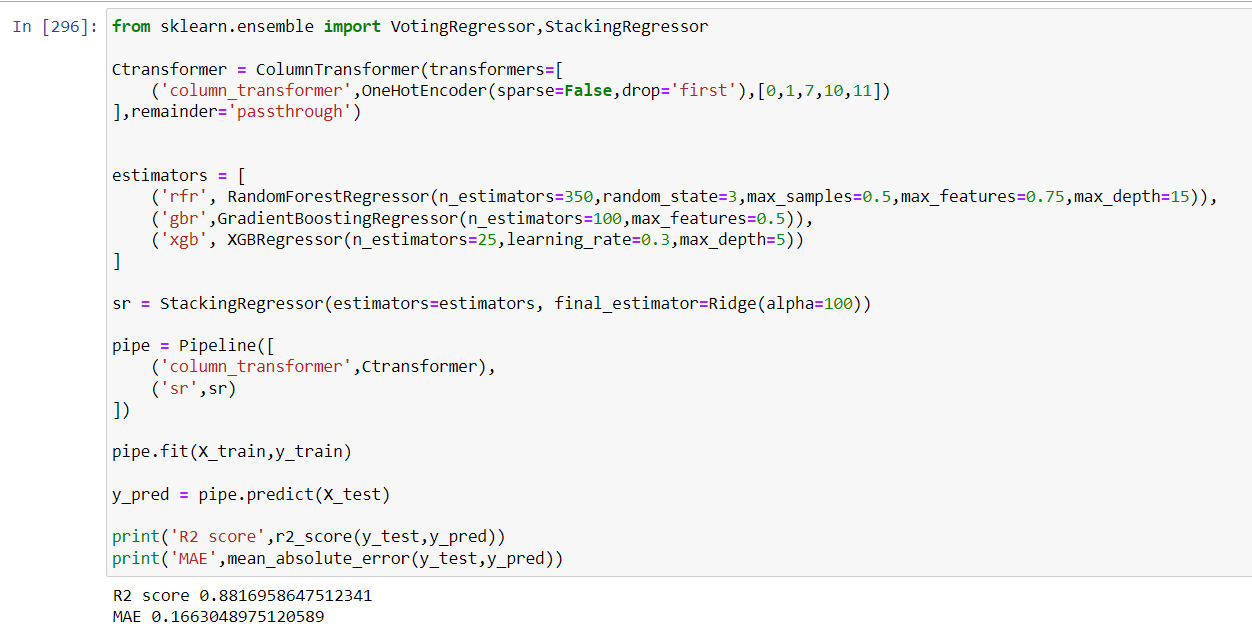 In [296]: from sklearn.ensemble import VotingRegressor,StackingRegressor
Ctransformer = ColumnTransformer(transformers=[
('column_transformer',OneHotEncoder(sparse=False,drop='first'),[0,1,7,10,11])
],remainder='passthrough')
estimators = [
('rfr', RandomForestRegressor(n_estimators=350,random_state=3,max_samples=0.5,max_features=0.75,max_depth=15)),
('gbr',GradientBoostingRegressor(n_estimators=100,max_features=0.5)),
('xgb', XGBRegressor(n_estimators=25,learning_rate=0.3,max_depth=5))
]
sr = StackingRegressor(estimators=estimators, final_estimator=Ridge(alpha=100))
pipe = Pipeline([
('column_transformer',Ctransformer),
('sr',sr)
])
pipe.fit(X_train,y_train)
y_pred = pipe.predict(X_test)
print('R2 score',r2_score(y_test,y_pred))
print('MAE',mean_absolute_error(y_test,y_pred))
R2 score 0.8816958647512341
MAE 0.1663048975120589